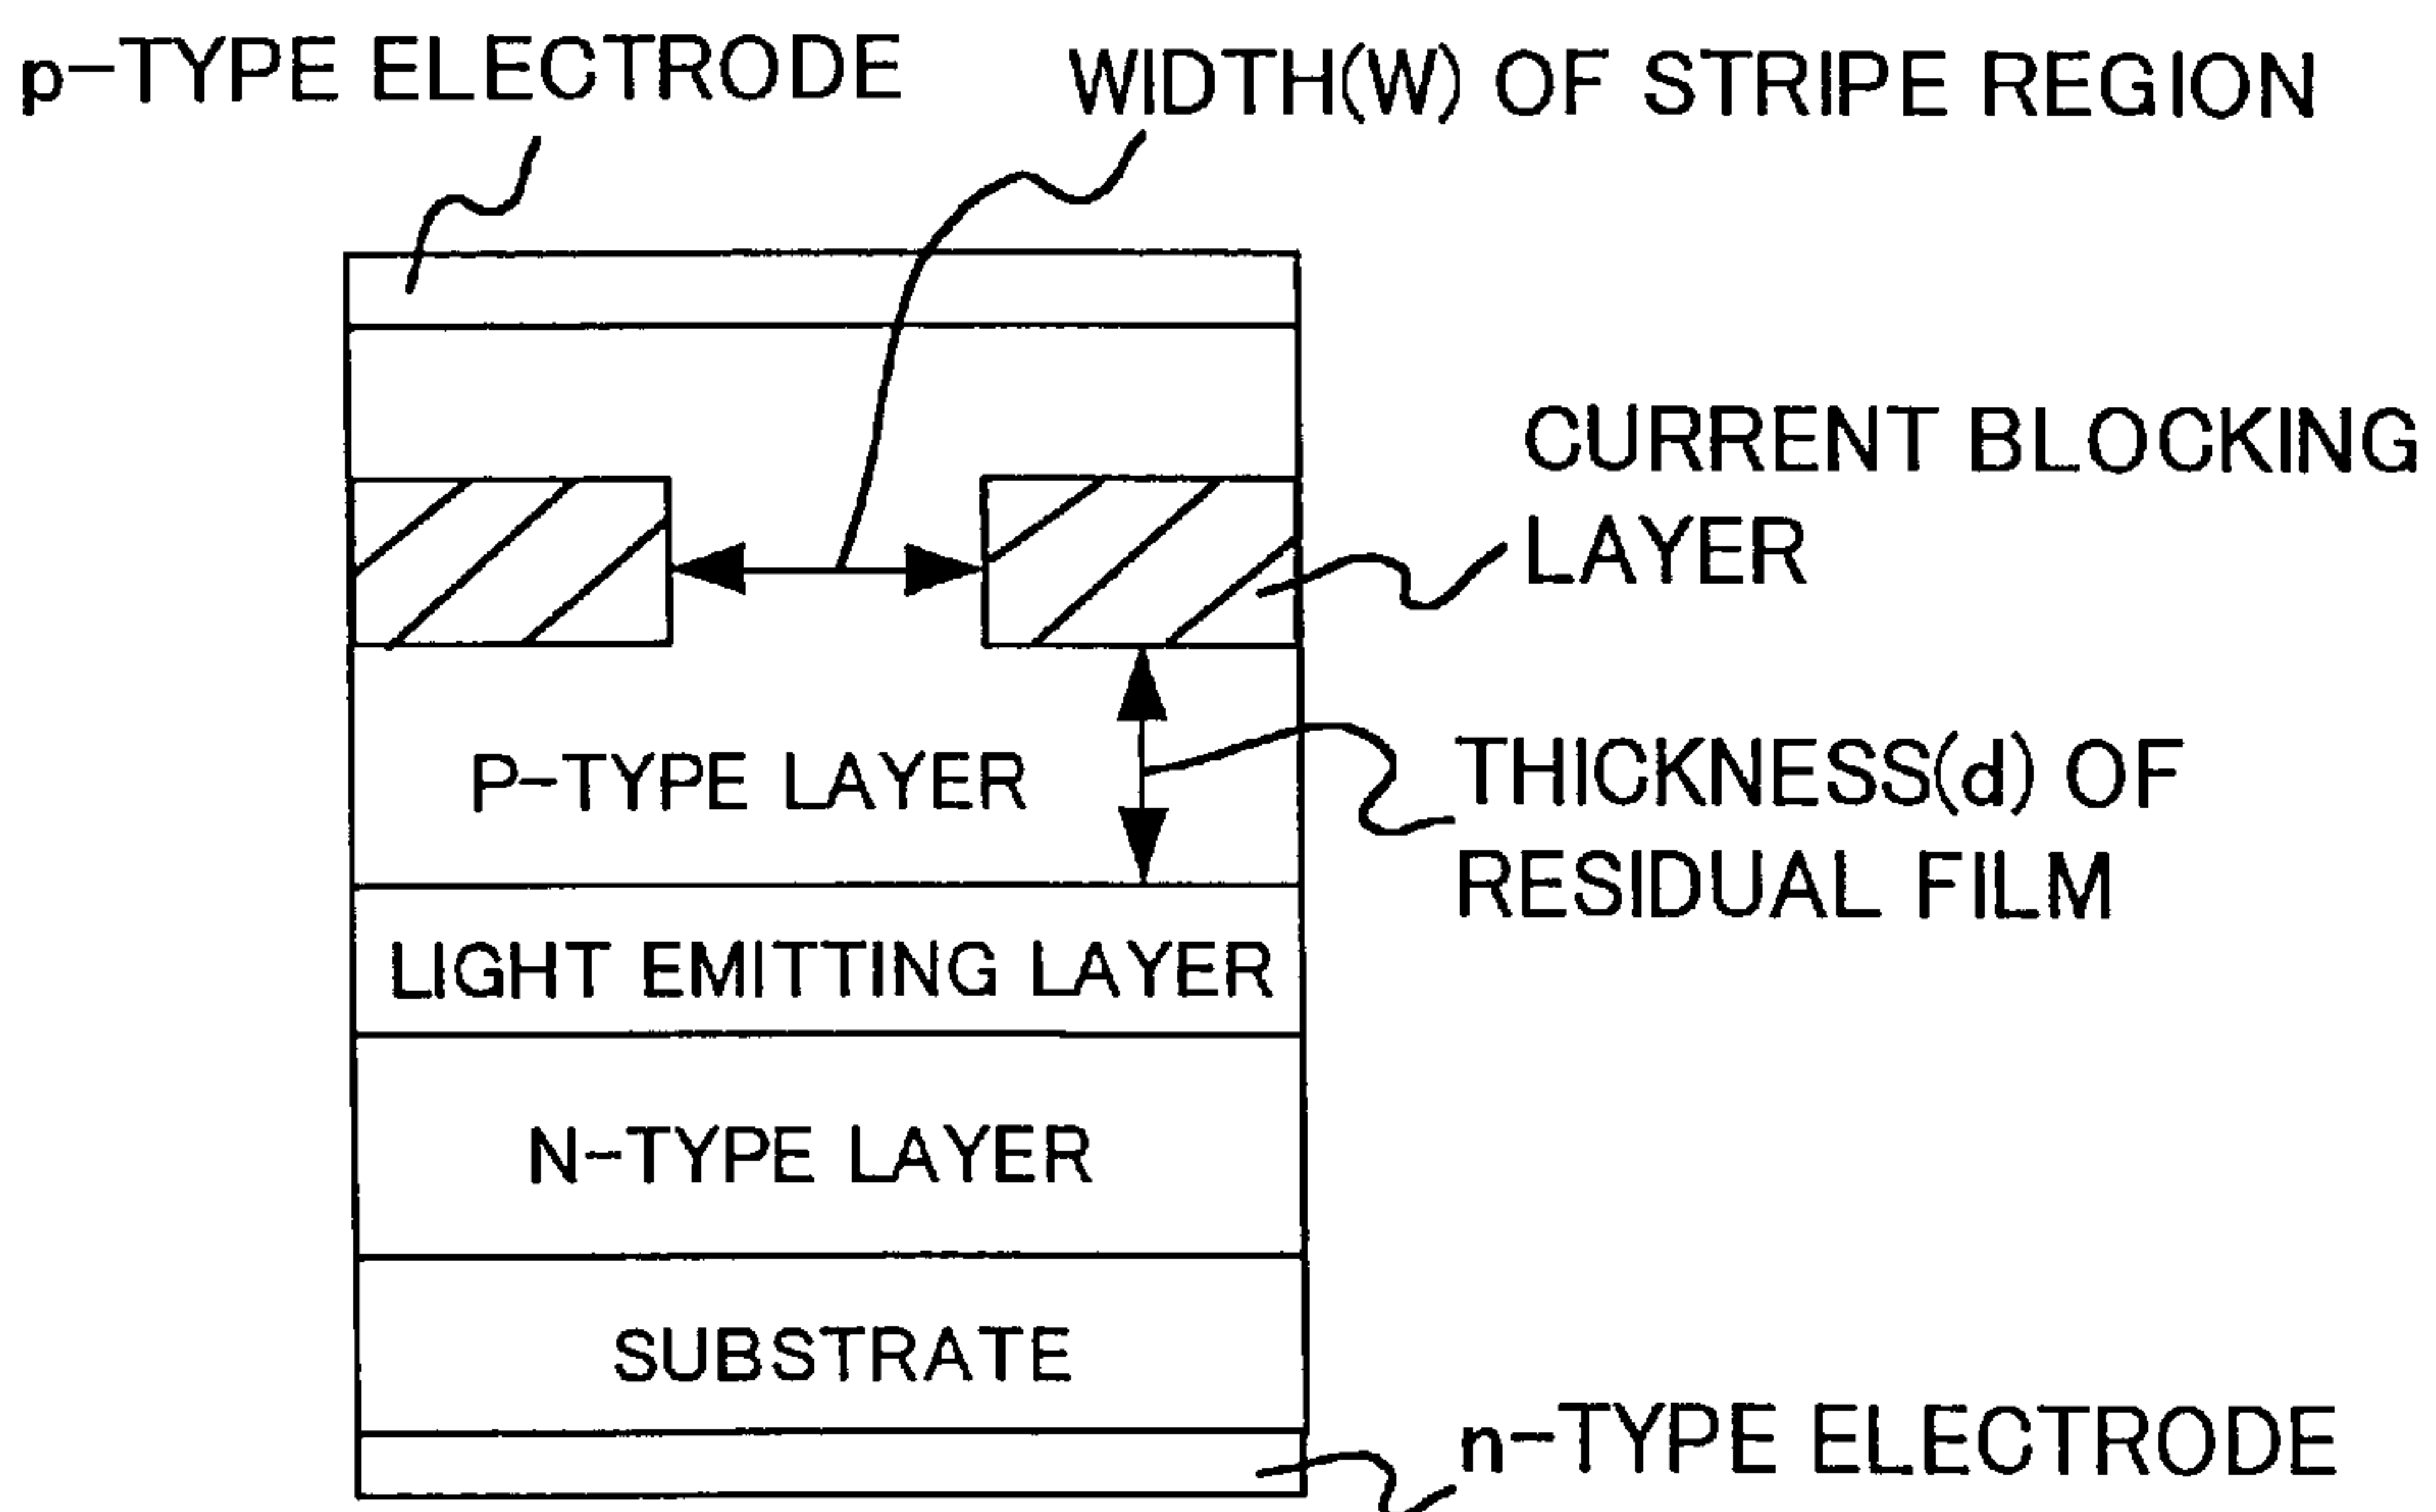 p-TYPE ELECTRODE
WIDTH(W) OF STRIPE REGION
CURRENT BLOCKING
LAYER
P-TYPE LAYER
THICKNESS(d) OF
RESIDUAL FILM
LIGHT EMITTING LAYER
N-TYPE LAYER
SUBSTRATE
n-TYPE ELECTRODE